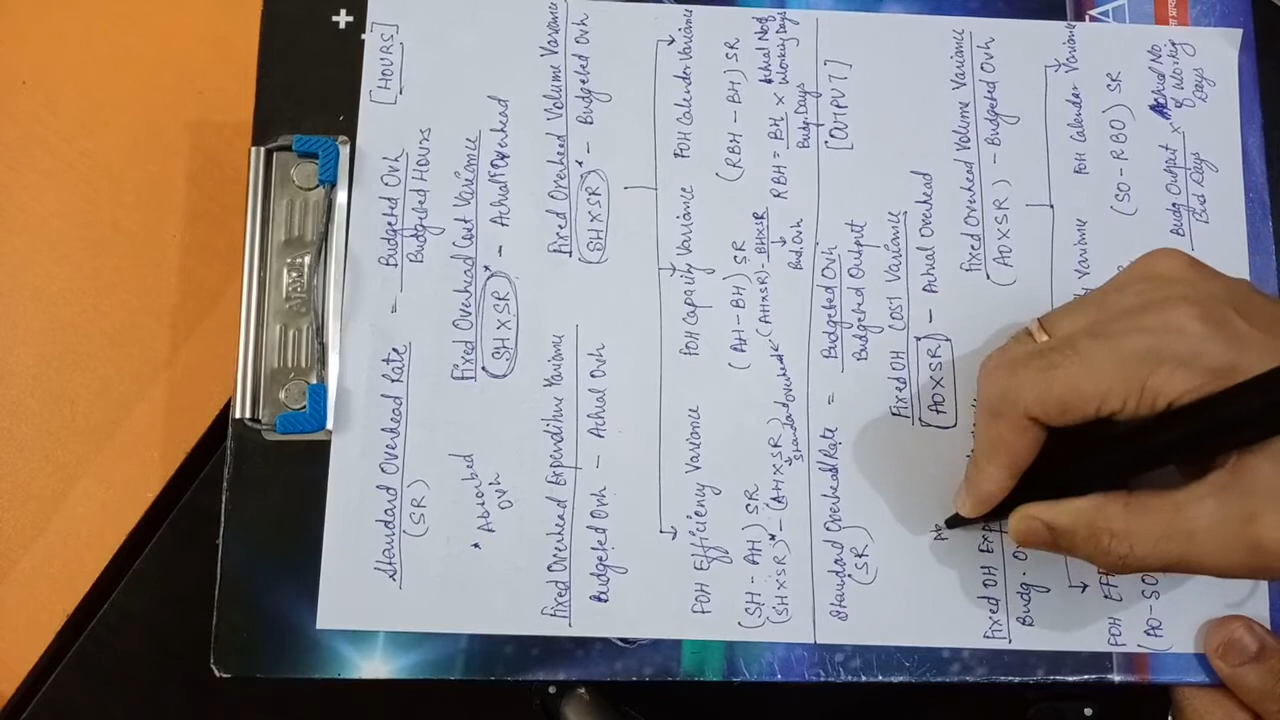 Standard Overhead Rate = Budgeted Ovh [HOURS]
(SR) Budgeted HOURS
Fixed Overhead Cost Variance
* Absorbed (SH X SR)* - Actual Overhead
Ovh
Fixed Overhead Expenditure Variance Fixed Overhead Volume Variance
Budgeted Ovh - Actual Ovh (SH X SR)* - Budgeted Ovh
FOH Efficiency Variance FOH Capacity Variance FOH Calender Variance
(SH - AH) SR (AH - BH) SR (RBH - BH) SR
(SH X SR)* - (AH X SR) (AH X SR) - BH X SR RBH = BH X Actual No of
Standard overhead Bud Ovh Budg. Days Working Days
Standard Overhead Rate = Budgeted Ovh [OUTPUT]
(SR) Budgeted Output
Fixed OH COST Variance
(AO X SR) - Actual Overhead
Fixed OH Fixed Overhead Volume Variance
Budg. (AO X SR) - Budgeted Ovh
FOH Variance FOH Calendar Variance
(AO - SO (SO - RBO) SR
Budg Output X Actual No
Bud Days of Working
Days